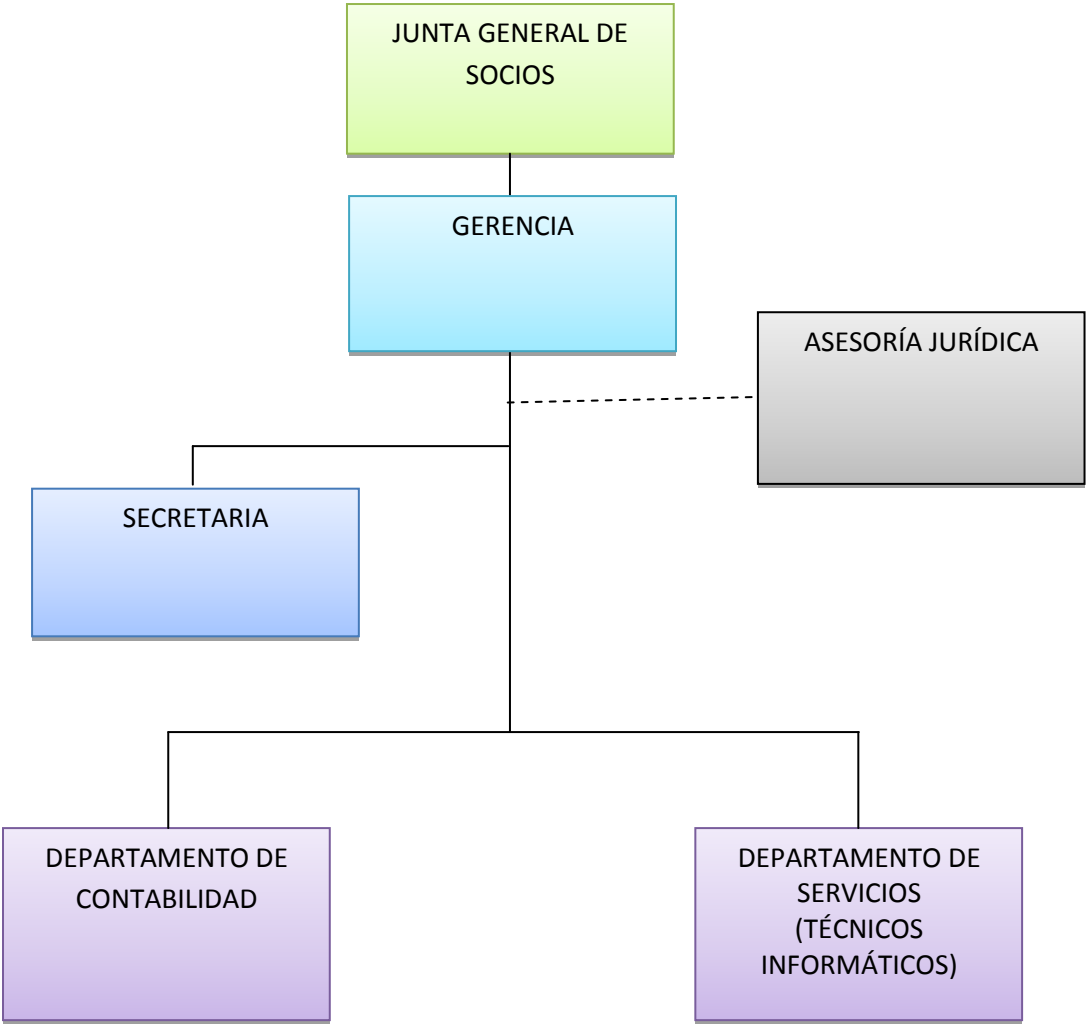 JUNTA GENERAL DE
SOCIOS
GERENCIA
ASESORÍA JURÍDICA
SECRETARIA
DEPARTAMENTO DE
CONTABILIDAD
DEPARTAMENTO DE
SERVICIOS
(TÉCNICOS
INFORMÁTICOS)